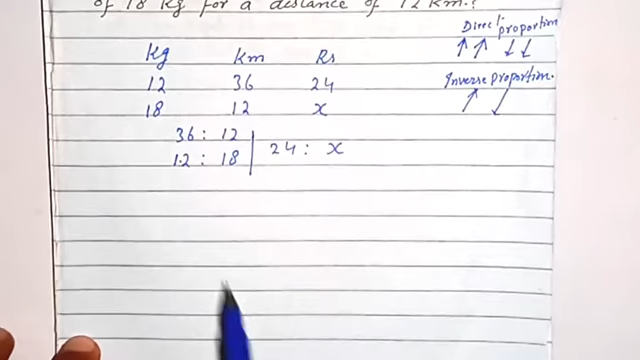 of 18 kg for a distance of 12 km.?
Direct proportion
↑ ↑ ↓ ↓
Inverse proportion.
↑ ↓
Kg Km Rs
12 36 24
18 12 x
36 : 12
12 : 18 | 24 : x